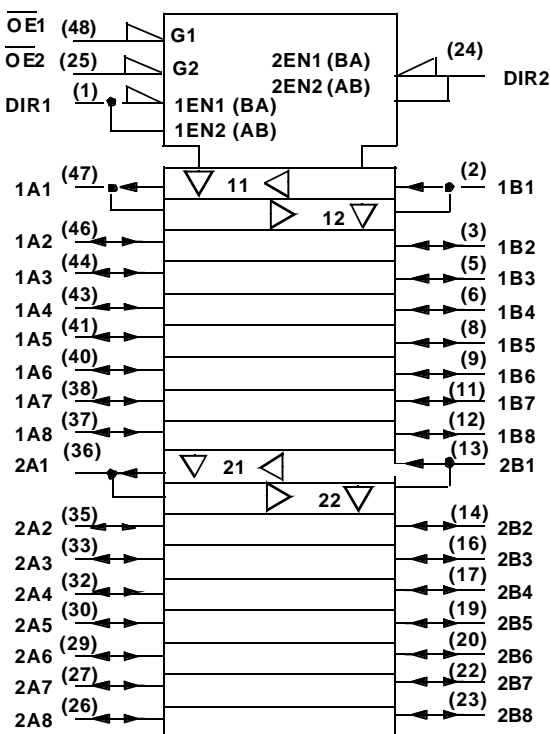 OE1 (48) G1
OE2 (25) G2 2EN1 (BA) (24) DIR2
DIR1 (1) 1EN1 (BA) 2EN2 (AB)
1EN2 (AB)
1A1 (47) 11 (2) 1B1
12
1A2 (46) (3) 1B2
1A3 (44) (5) 1B3
1A4 (43) (6) 1B4
1A5 (41) (8) 1B5
1A6 (40) (9) 1B6
1A7 (38) (11) 1B7
1A8 (37) (12) 1B8
2A1 (36) 21 (13) 2B1
22
2A2 (35) (14) 2B2
2A3 (33) (16) 2B3
2A4 (32) (17) 2B4
2A5 (30) (19) 2B5
2A6 (29) (20) 2B6
2A7 (27) (22) 2B7
2A8 (26) (23) 2B8